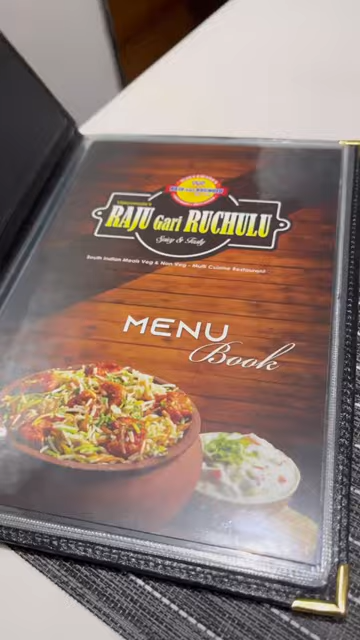 RAJU Gari RUCHULU
Spicy & Tasty
South Indian Meals Veg & Non-Veg - Multi Cuisine Restaurant
MENU
Book